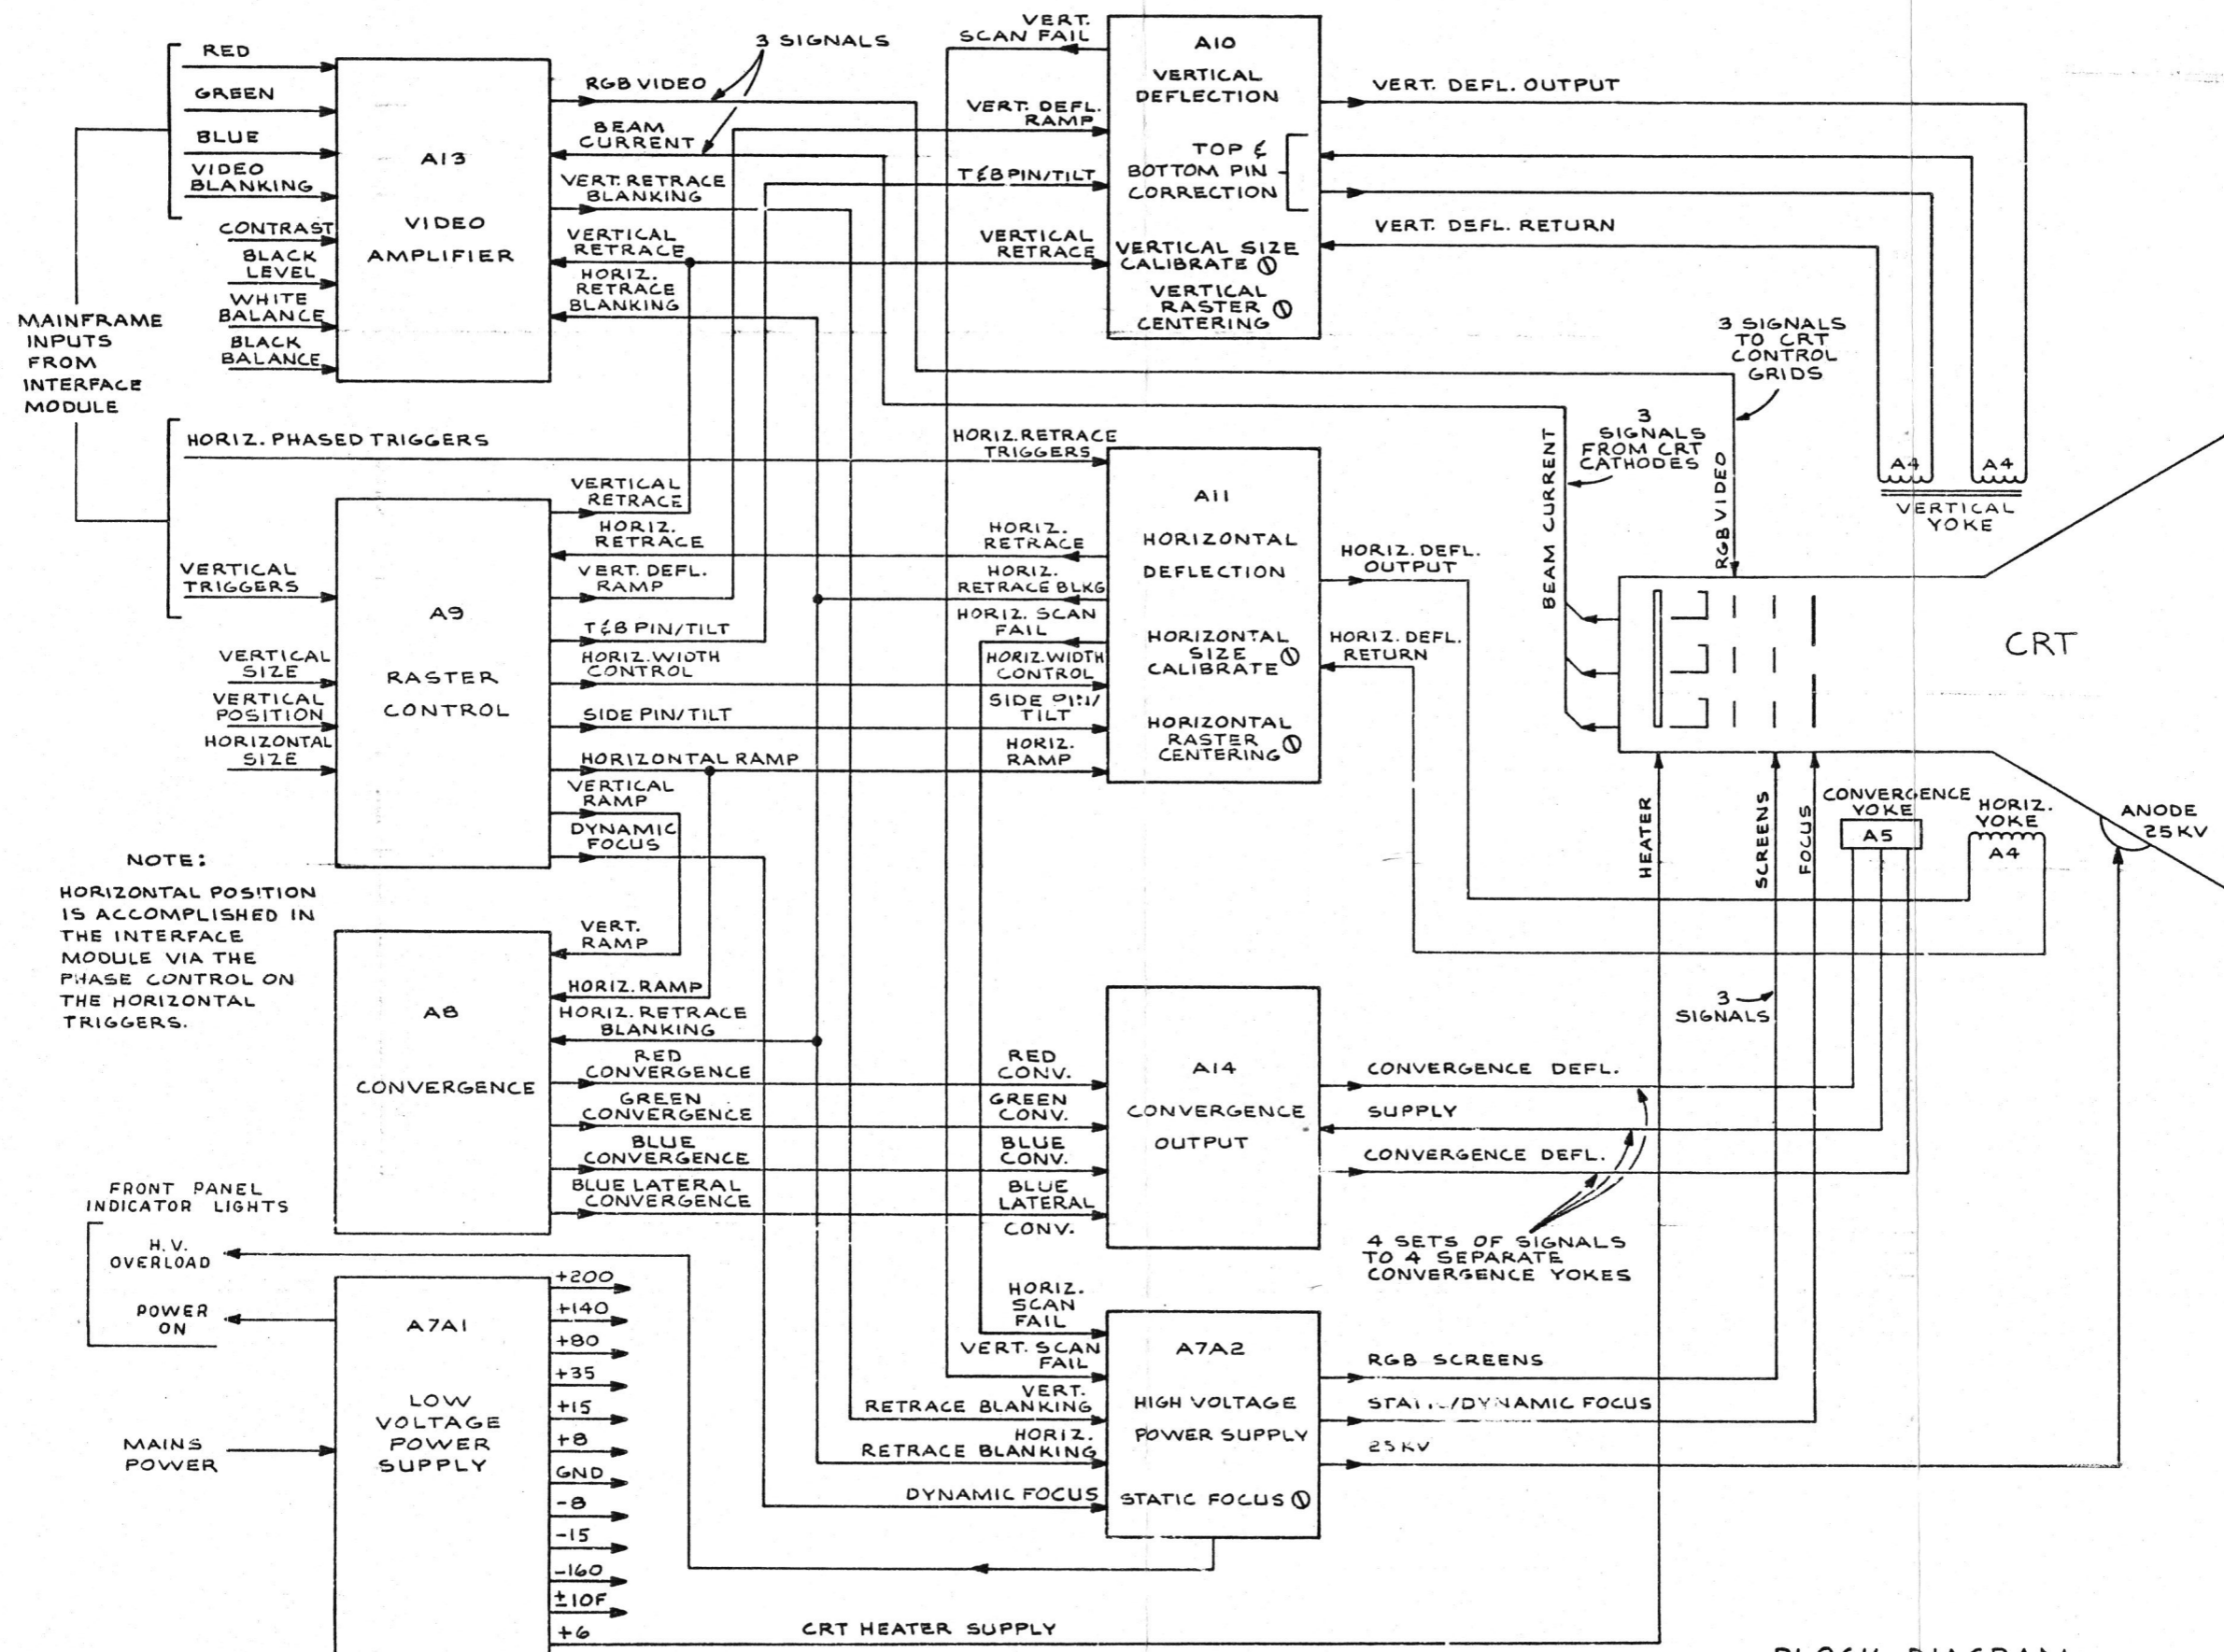 RED
GREEN
BLUE
VIDEO
BLANKING
CONTRAST
BLACK
LEVEL
WHITE
BALANCE
BLACK
BALANCE
MAINFRAME
INPUTS
FROM
INTERFACE
MODULE
A13
VIDEO
AMPLIFIER
3 SIGNALS
RGB VIDEO
BEAM
CURRENT
VERT. RETRACE
BLANKING
VERTICAL
RETRACE
HORIZ.
RETRACE
BLANKING
VERT.
SCAN FAIL
VERT. DEFL.
RAMP
T&B PIN/TILT
VERTICAL
RETRACE
A10
VERTICAL
DEFLECTION
TOP &
BOTTOM PIN
CORRECTION
VERTICAL SIZE
CALIBRATE
VERTICAL
RASTER
CENTERING
VERT. DEFL. OUTPUT
VERT. DEFL. RETURN
3 SIGNALS
TO CRT
CONTROL
GRIDS
3
SIGNALS
FROM CRT
CATHODES
BEAM CURRENT
RGB VIDEO
A4
A4
VERTICAL
YOKE
CRT
HORIZ. PHASED TRIGGERS
VERTICAL
TRIGGERS
VERTICAL
SIZE
VERTICAL
POSITION
HORIZONTAL
SIZE
A9
RASTER
CONTROL
VERTICAL
RETRACE
HORIZ.
RETRACE
VERT. DEFL.
RAMP
T&B PIN/TILT
HORIZ. WIDTH
CONTROL
SIDE PIN/TILT
HORIZONTAL RAMP
VERTICAL
RAMP
DYNAMIC
FOCUS
HORIZ. RETRACE
TRIGGERS
HORIZ.
RETRACE
HORIZ.
RETRACE BLKG
HORIZ. SCAN
FAIL
HORIZ. WIDTH
CONTROL
SIDE PIN/
TILT
HORIZ.
RAMP
A11
HORIZONTAL
DEFLECTION
HORIZONTAL
SIZE
CALIBRATE
HORIZONTAL
RASTER
CENTERING
HORIZ. DEFL.
OUTPUT
HORIZ. DEFL.
RETURN
HEATER
SCREENS
FOCUS
CONVERGENCE
YOKE
A5
HORIZ.
YOKE
A4
ANODE
25KV
NOTE:
HORIZONTAL POSITION
IS ACCOMPLISHED IN
THE INTERFACE
MODULE VIA THE
PHASE CONTROL ON
THE HORIZONTAL
TRIGGERS.
A8
CONVERGENCE
VERT.
RAMP
HORIZ. RAMP
HORIZ. RETRACE
BLANKING
RED
CONVERGENCE
GREEN
CONVERGENCE
BLUE
CONVERGENCE
BLUE LATERAL
CONVERGENCE
RED
CONV.
GREEN
CONV.
BLUE
CONV.
BLUE
LATERAL
CONV.
A14
CONVERGENCE
OUTPUT
CONVERGENCE DEFL.
SUPPLY
CONVERGENCE DEFL.
3
SIGNALS
4 SETS OF SIGNALS
TO 4 SEPARATE
CONVERGENCE YOKES
FRONT PANEL
INDICATOR LIGHTS
H.V.
OVERLOAD
POWER
ON
MAINS
POWER
A7A1
LOW
VOLTAGE
POWER
SUPPLY
+200
+140
+80
+35
+15
+8
GND
-8
-15
-160
±10F
+6
CRT HEATER SUPPLY
HORIZ.
SCAN
FAIL
VERT. SCAN
FAIL
VERT.
RETRACE BLANKING
HORIZ.
RETRACE BLANKING
DYNAMIC FOCUS
A7A2
HIGH VOLTAGE
POWER SUPPLY
STATIC FOCUS
RGB SCREENS
STATIC/DYNAMIC FOCUS
25KV
BLOCK DIAGRAM